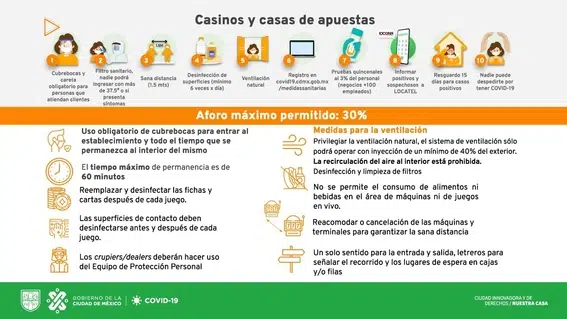 Casinos y casas de apuestas
1
2
3
4
5
6
7
8
9
10
Cubrebocas y
careta
obligatorio para
personas que
atiendan clientes
Filtro sanitario,
nadie podrá
ingresar con más
de 37.5° o si
presenta
síntomas
Sana distancia
(1.5 mts)
Desinfección de
superficies (mínimo
6 veces x día)
Ventilación
natural
Registro en
covid19.cdmx.gob.mx
/medidassanitarias
Pruebas quincenales
al 3% del personal
(negocios +100
empleados)
Informar
positivos y
sospechosos a
LOCATEL
Resguardo 15
días para casos
positivos
Nadie puede
despedirte por
tener COVID-19
Aforo máximo permitido: 30%
Uso obligatorio de cubrebocas para entrar al
establecimiento y todo el tiempo que se
permanezca al interior del mismo
El tiempo máximo de permanencia es de
60 minutos
Reemplazar y desinfectar las fichas y
cartas después de cada juego.
Las superficies de contacto deben
desinfectarse antes y después de cada
juego.
Los crupiers/dealers deberán hacer uso
del Equipo de Protección Personal
Medidas para la ventilación
Privilegiar la ventilación natural, el sistema de ventilación sólo
podrá operar con inyección de un mínimo de 40% del exterior.
La recirculación del aire al interior está prohibida.
Desinfección y limpieza de filtros
No se permite el consumo de alimentos ni
bebidas en el área de máquinas ni de juegos
en vivo.
Reacomodar o cancelación de las máquinas y
terminales para garantizar la sana distancia
Un solo sentido para la entrada y salida, letreros para
señalar el recorrido y los lugares de espera en cajas
y/o filas
GOBIERNO DE LA
CIUDAD DE MÉXICO
COVID-19
CIUDAD INNOVADORA Y DE
DERECHOS / NUESTRA CASA